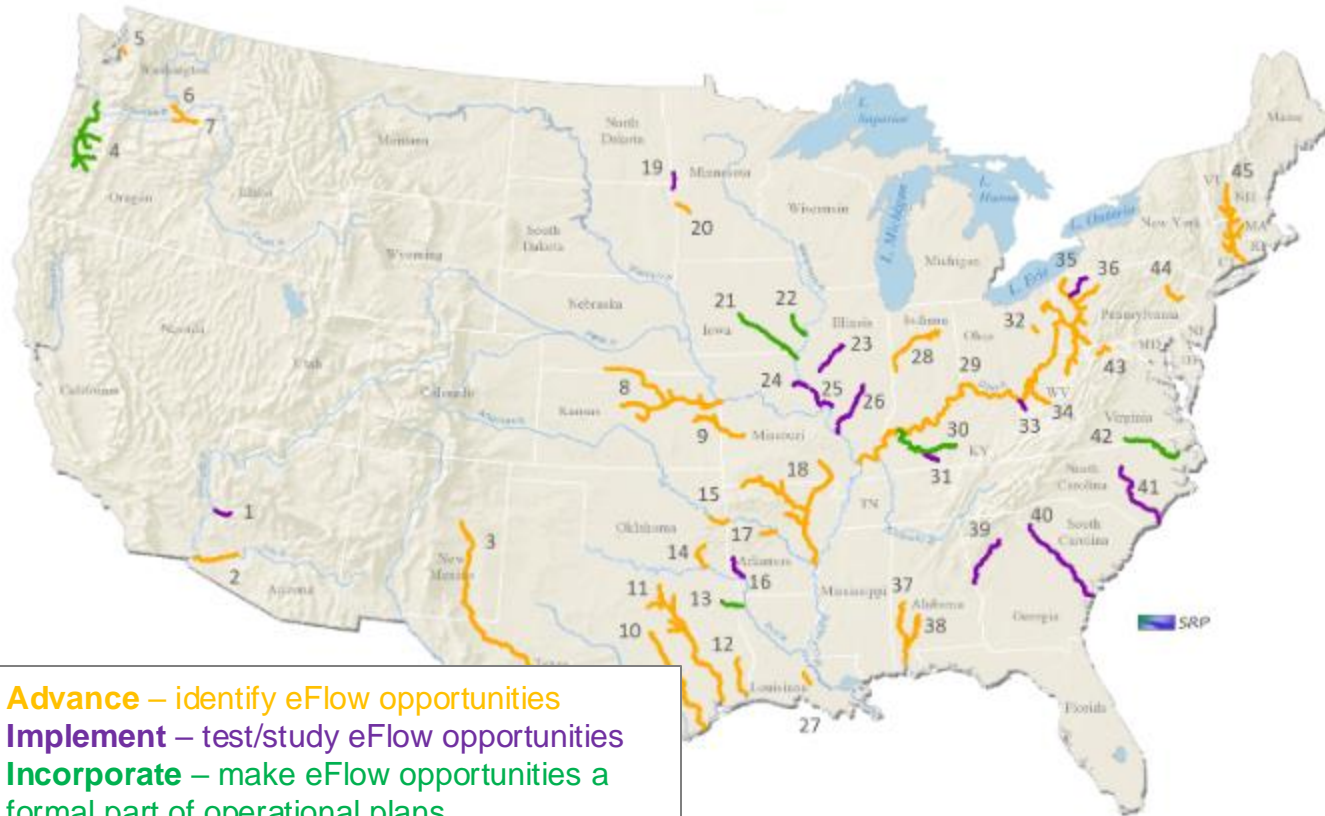 5
Washington
6
7
4
Oregon
Idaho
Montana
North
Dakota
19
Minnesota
20
South
Dakota
Wyoming
Nebraska
Nevada
Utah
California
Colorado
Kansas
8
9
Missouri
Iowa
21
22
Wisconsin
L.
Superior
L. Michigan
Michigan
L.
Huron
L. Erie
L. Ontario
New York
Maine
VT
45
NH
MA
RI
CT
Illinois
23
24
25
26
Indiana
28
Ohio
29
32
35
36
44
Pennsylvania
NJ
MD
43
WV
34
33
Virginia
42
30
KY
31
TN
North
Carolina
41
South
Carolina
40
39
Georgia
Florida
Alabama
37
38
Mississippi
Louisiana
27
18
15
17
Oklahoma
14
Arkansas
16
13
11
10
12
Texas
New
Mexico
3
Arizona
1
2
SRP
Advance – identify eFlow opportunities
Implement – test/study eFlow opportunities
Incorporate – make eFlow opportunities a
formal part of operational plans